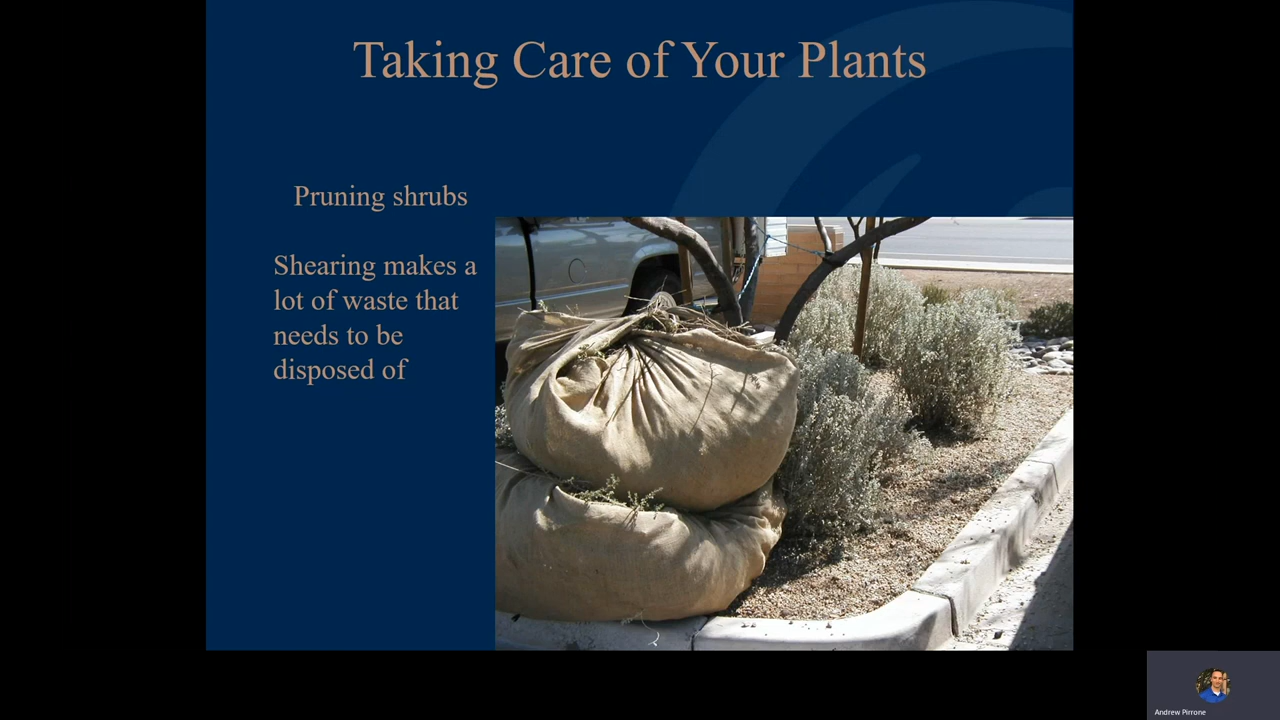 Taking Care of Your Plants
Pruning shrubs
Shearing makes a
lot of waste that
needs to be
disposed of
Andrew Pirrone